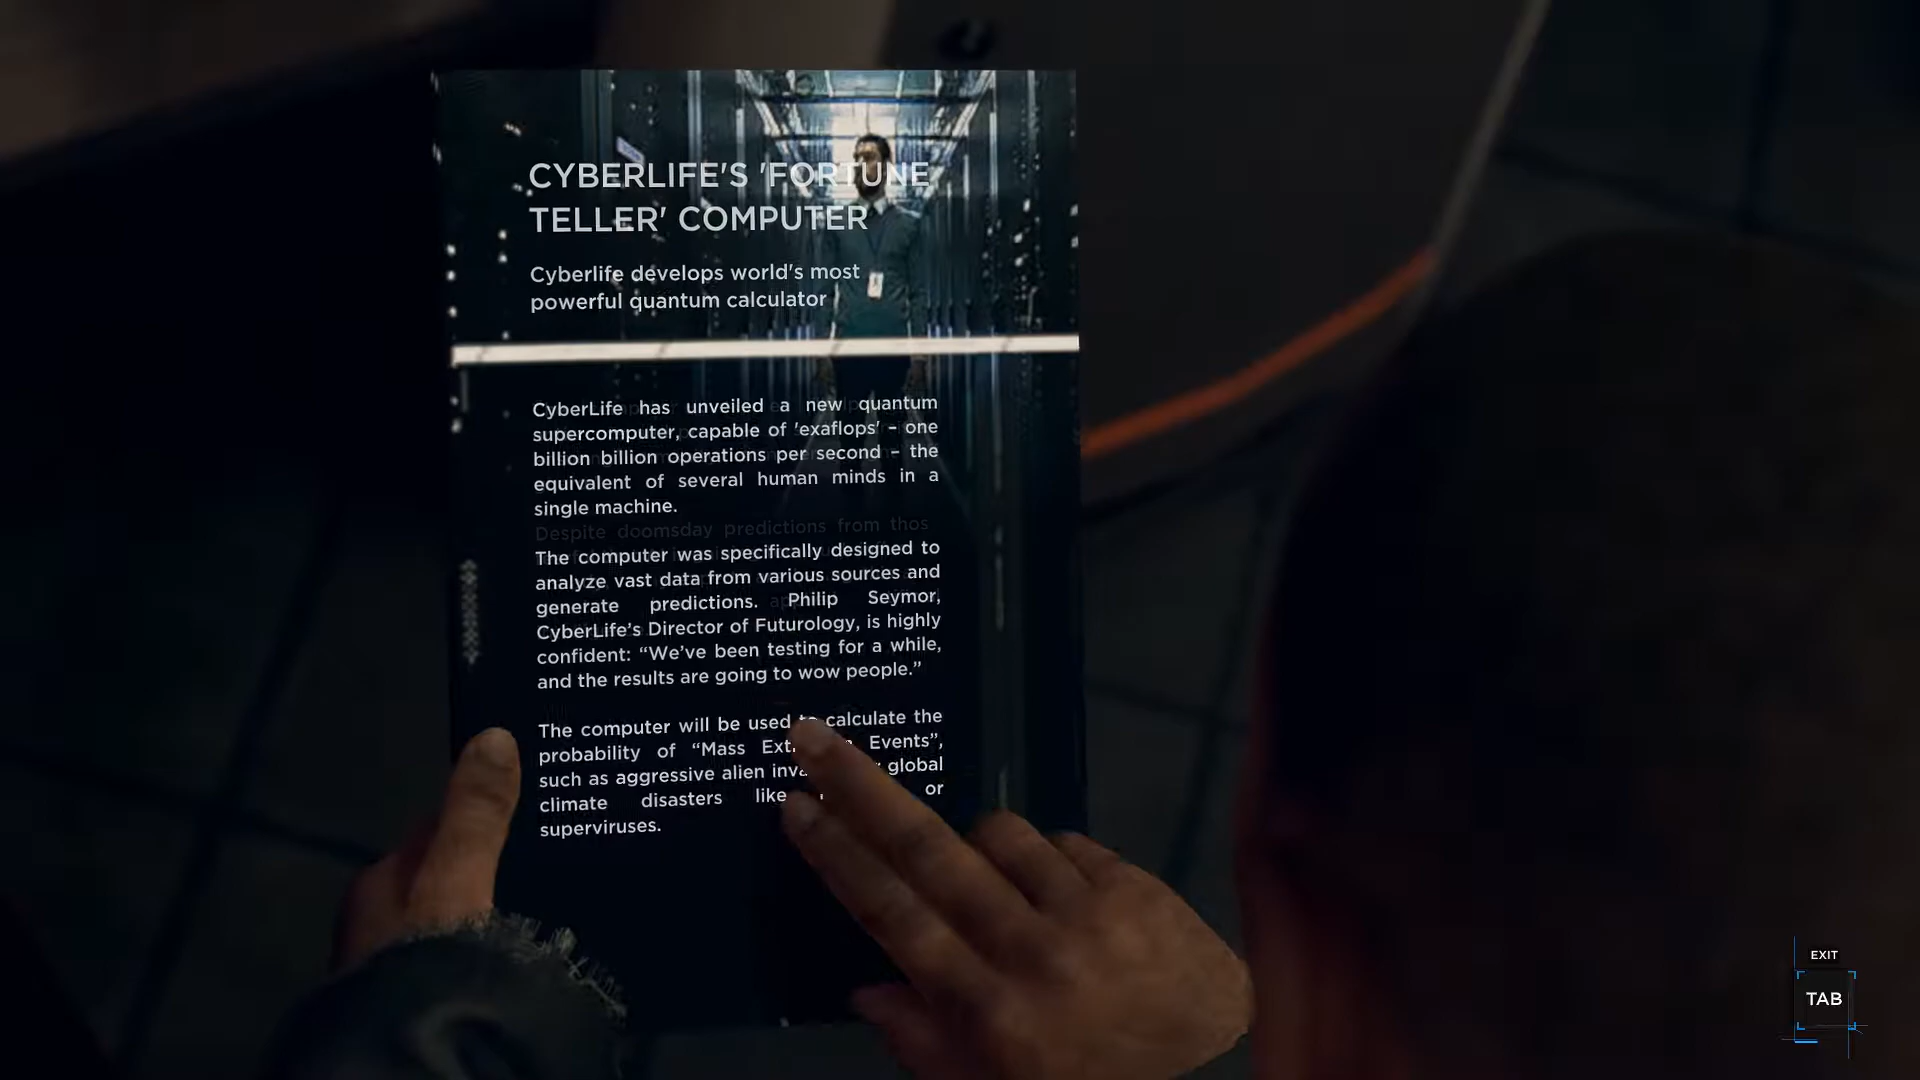 CYBERLIFE'S 'FORTUNE
TELLER' COMPUTER
Cyberlife develops world's most
powerful quantum calculator
CyberLife has unveiled a new quantum
supercomputer, capable of 'exaflops' – one
billion billion operations per second – the
equivalent of several human minds in a
single machine.
Despite doomsday predictions from
The computer was specifically designed to
analyze vast data from various sources and
generate predictions. Philip Seymor,
CyberLife’s Director of Futurology, is highly
confident: “We’ve been testing for a while,
and the results are going to wow people.”
The computer will be used to calculate the
probability of “Mass Events”,
such as aggressive alien global
climate disasters like or
superviruses.
EXIT
TAB